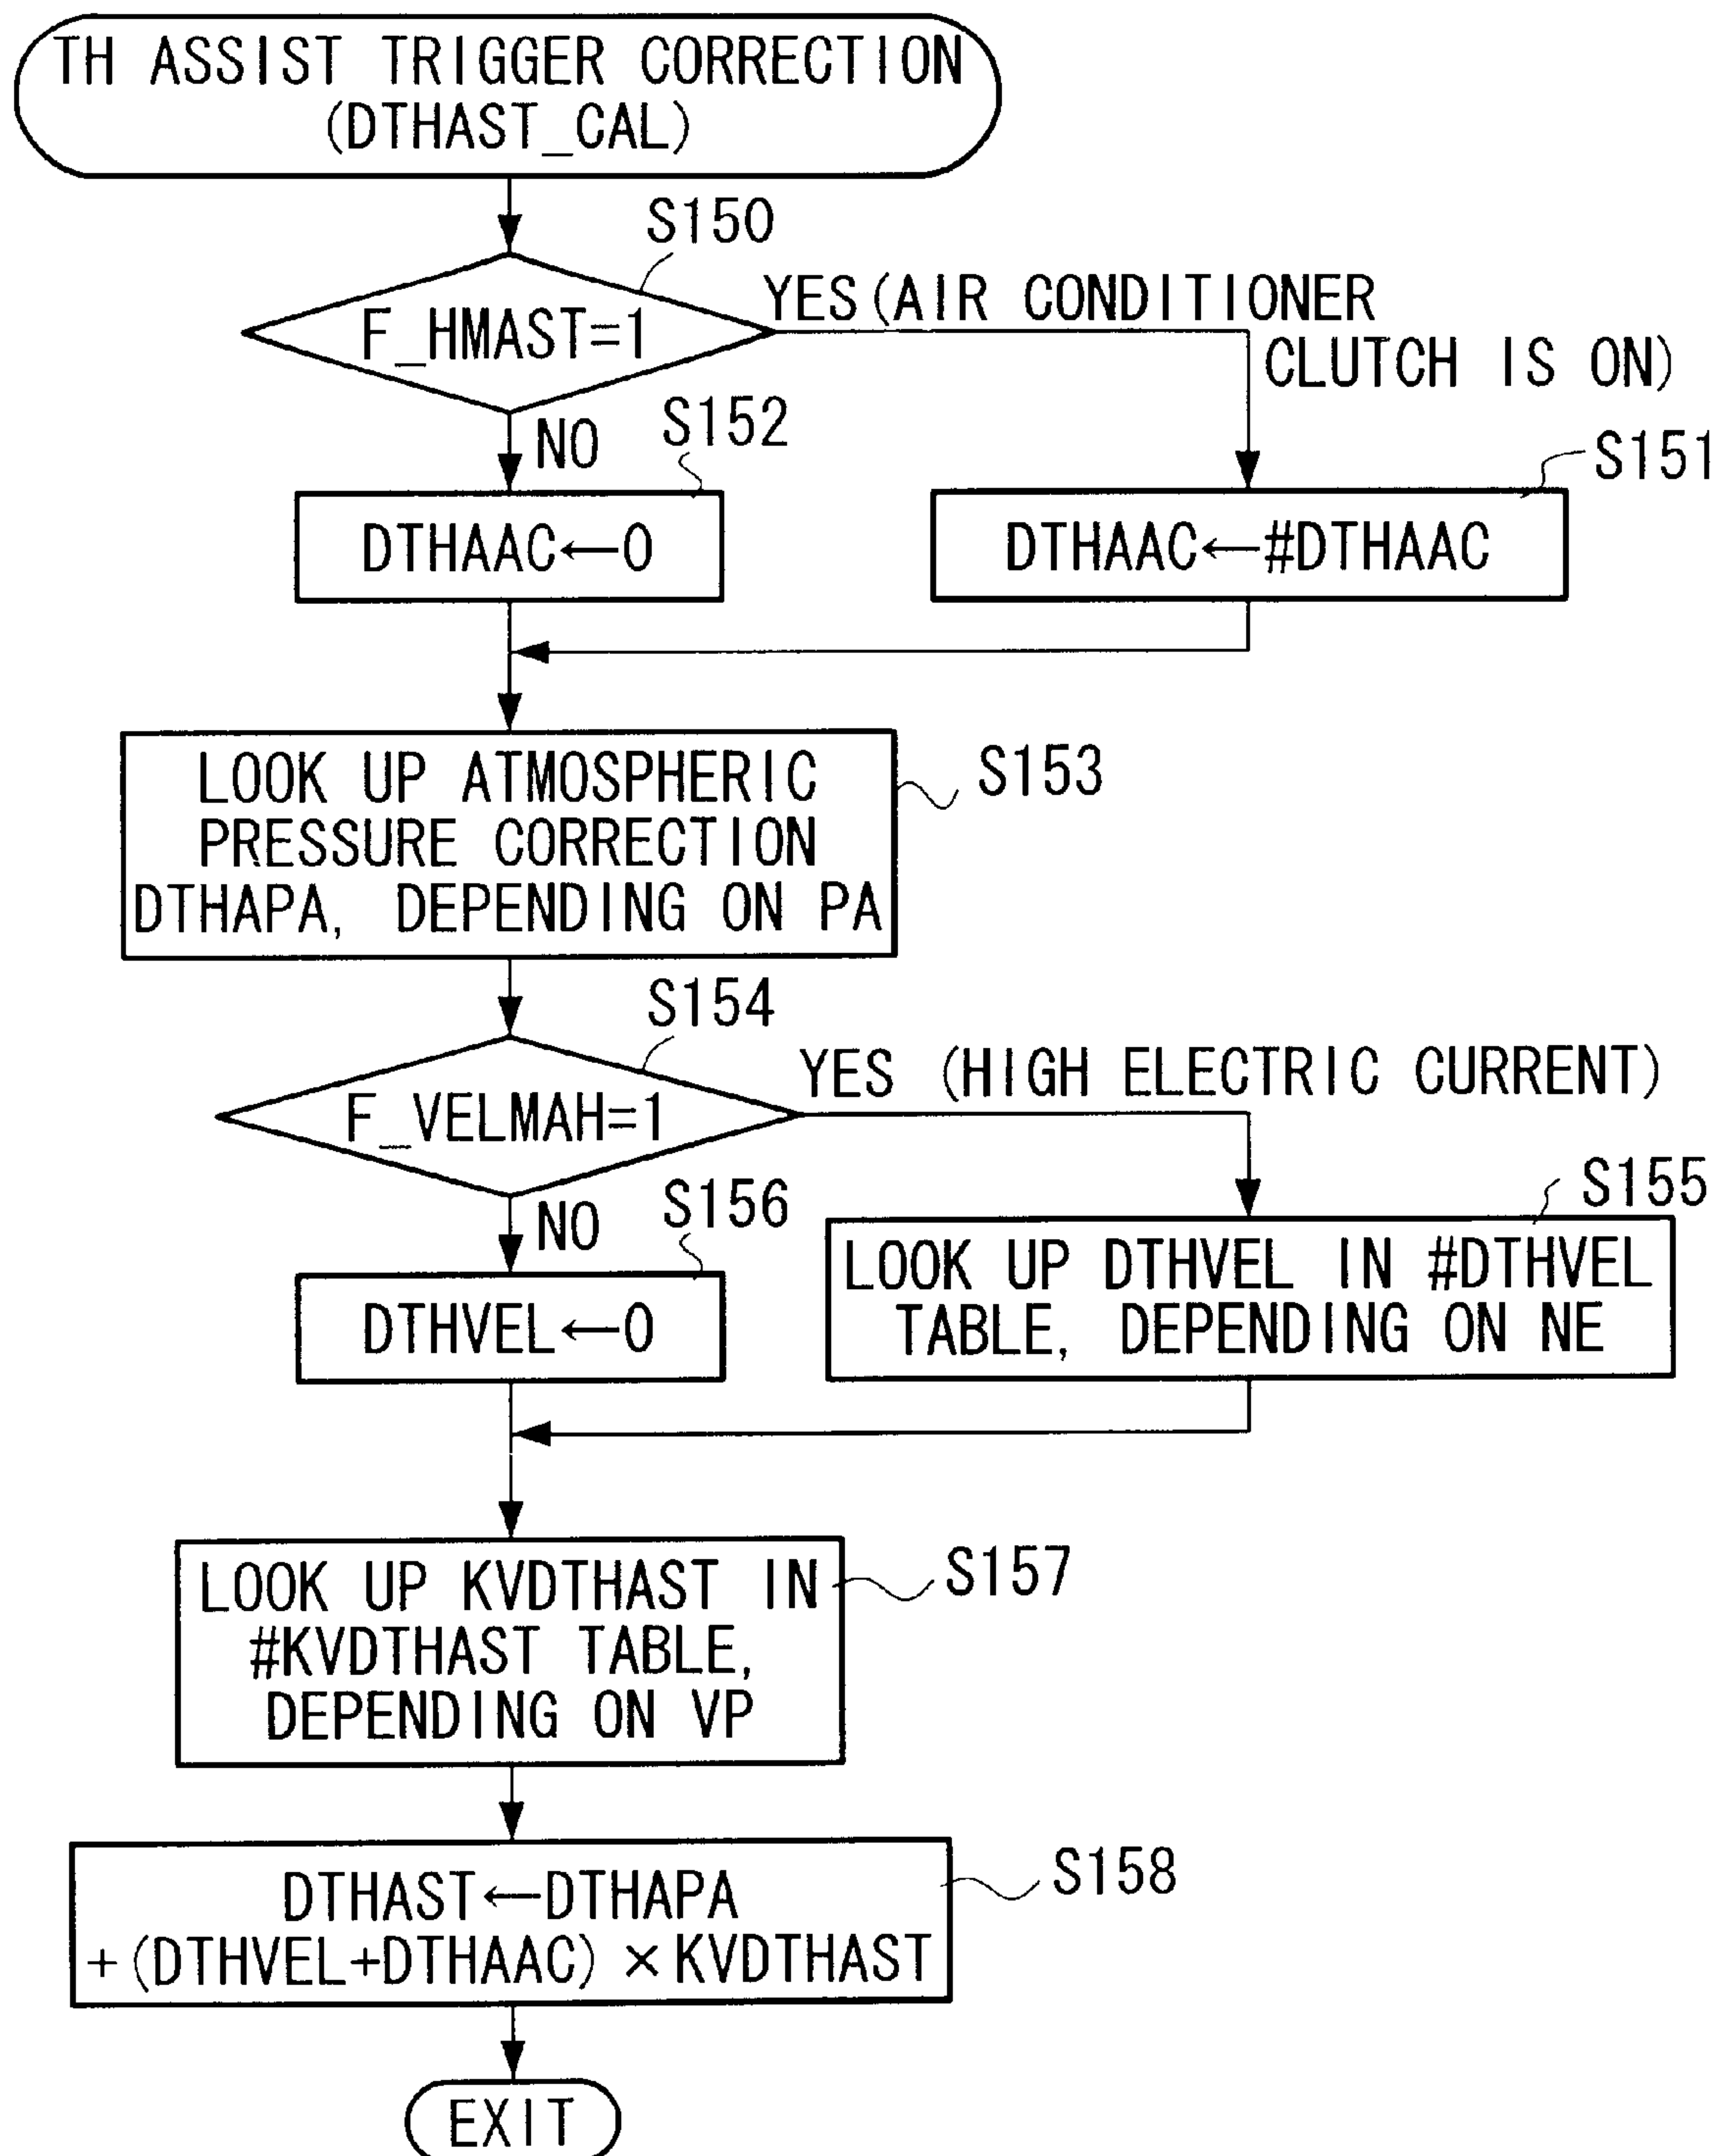 TH ASSIST TRIGGER CORRECTION
(DTHAST_CAL)
S150
F_HMAST=1
YES(AIR CONDITIONER
CLUTCH IS ON)
NO
S152
S151
DTHAAC←0
DTHAAC←#DTHAAC
LOOK UP ATMOSPHERIC
PRESSURE CORRECTION
DTHAPA, DEPENDING ON PA
S153
S154
F_VELMAH=1
YES (HIGH ELECTRIC CURRENT)
NO
S156
S155
DTHVEL←0
LOOK UP DTHVEL IN #DTHVEL
TABLE, DEPENDING ON NE
LOOK UP KVDTHAST IN
#KVDTHAST TABLE,
DEPENDING ON VP
S157
DTHAST←DTHAPA
+(DTHVEL+DTHAAC)×KVDTHAST
S158
EXIT